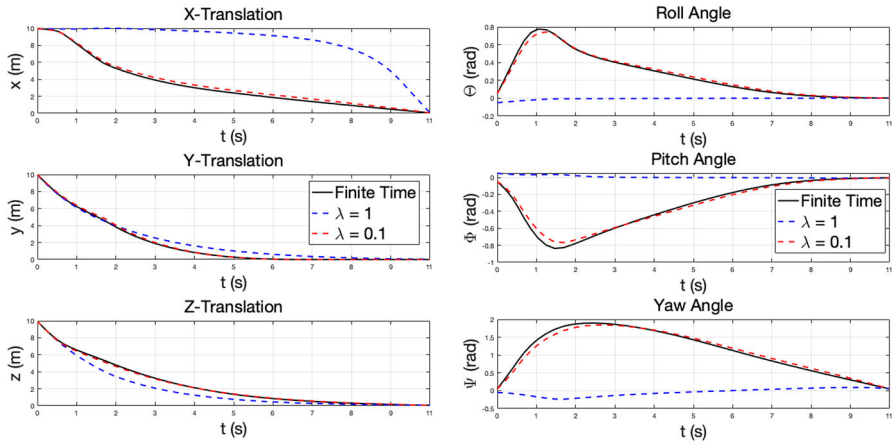 X-Translation
x (m)
10
8
6
4
2
0
0 1 2 3 4 5 6 7 8 9 10 11
t (s)
Y-Translation
y (m)
10
8
6
4
2
0
Finite Time
λ = 1
λ = 0.1
0 1 2 3 4 5 6 7 8 9 10 11
t (s)
Z-Translation
z (m)
10
8
6
4
2
0
0 1 2 3 4 5 6 7 8 9 10 11
t (s)
Roll Angle
Θ (rad)
0.8
0.6
0.4
0.2
0
-0.2
0 1 2 3 4 5 6 7 8 9 10 11
t (s)
Pitch Angle
Φ (rad)
0
-0.2
-0.4
-0.6
-0.8
-1
Finite Time
λ = 1
λ = 0.1
0 1 2 3 4 5 6 7 8 9 10 11
t (s)
Yaw Angle
Ψ (rad)
2
1.5
1
0.5
0
-0.5
0 1 2 3 4 5 6 7 8 9 10 11
t (s)